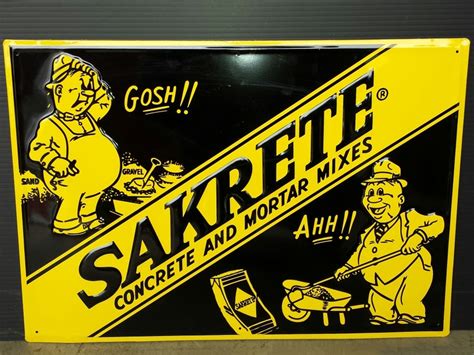 GOSH!!
SAND
GRAVEL
SAKRETE®
CONCRETE AND MORTAR MIXES
AHH!!
SAKRETE